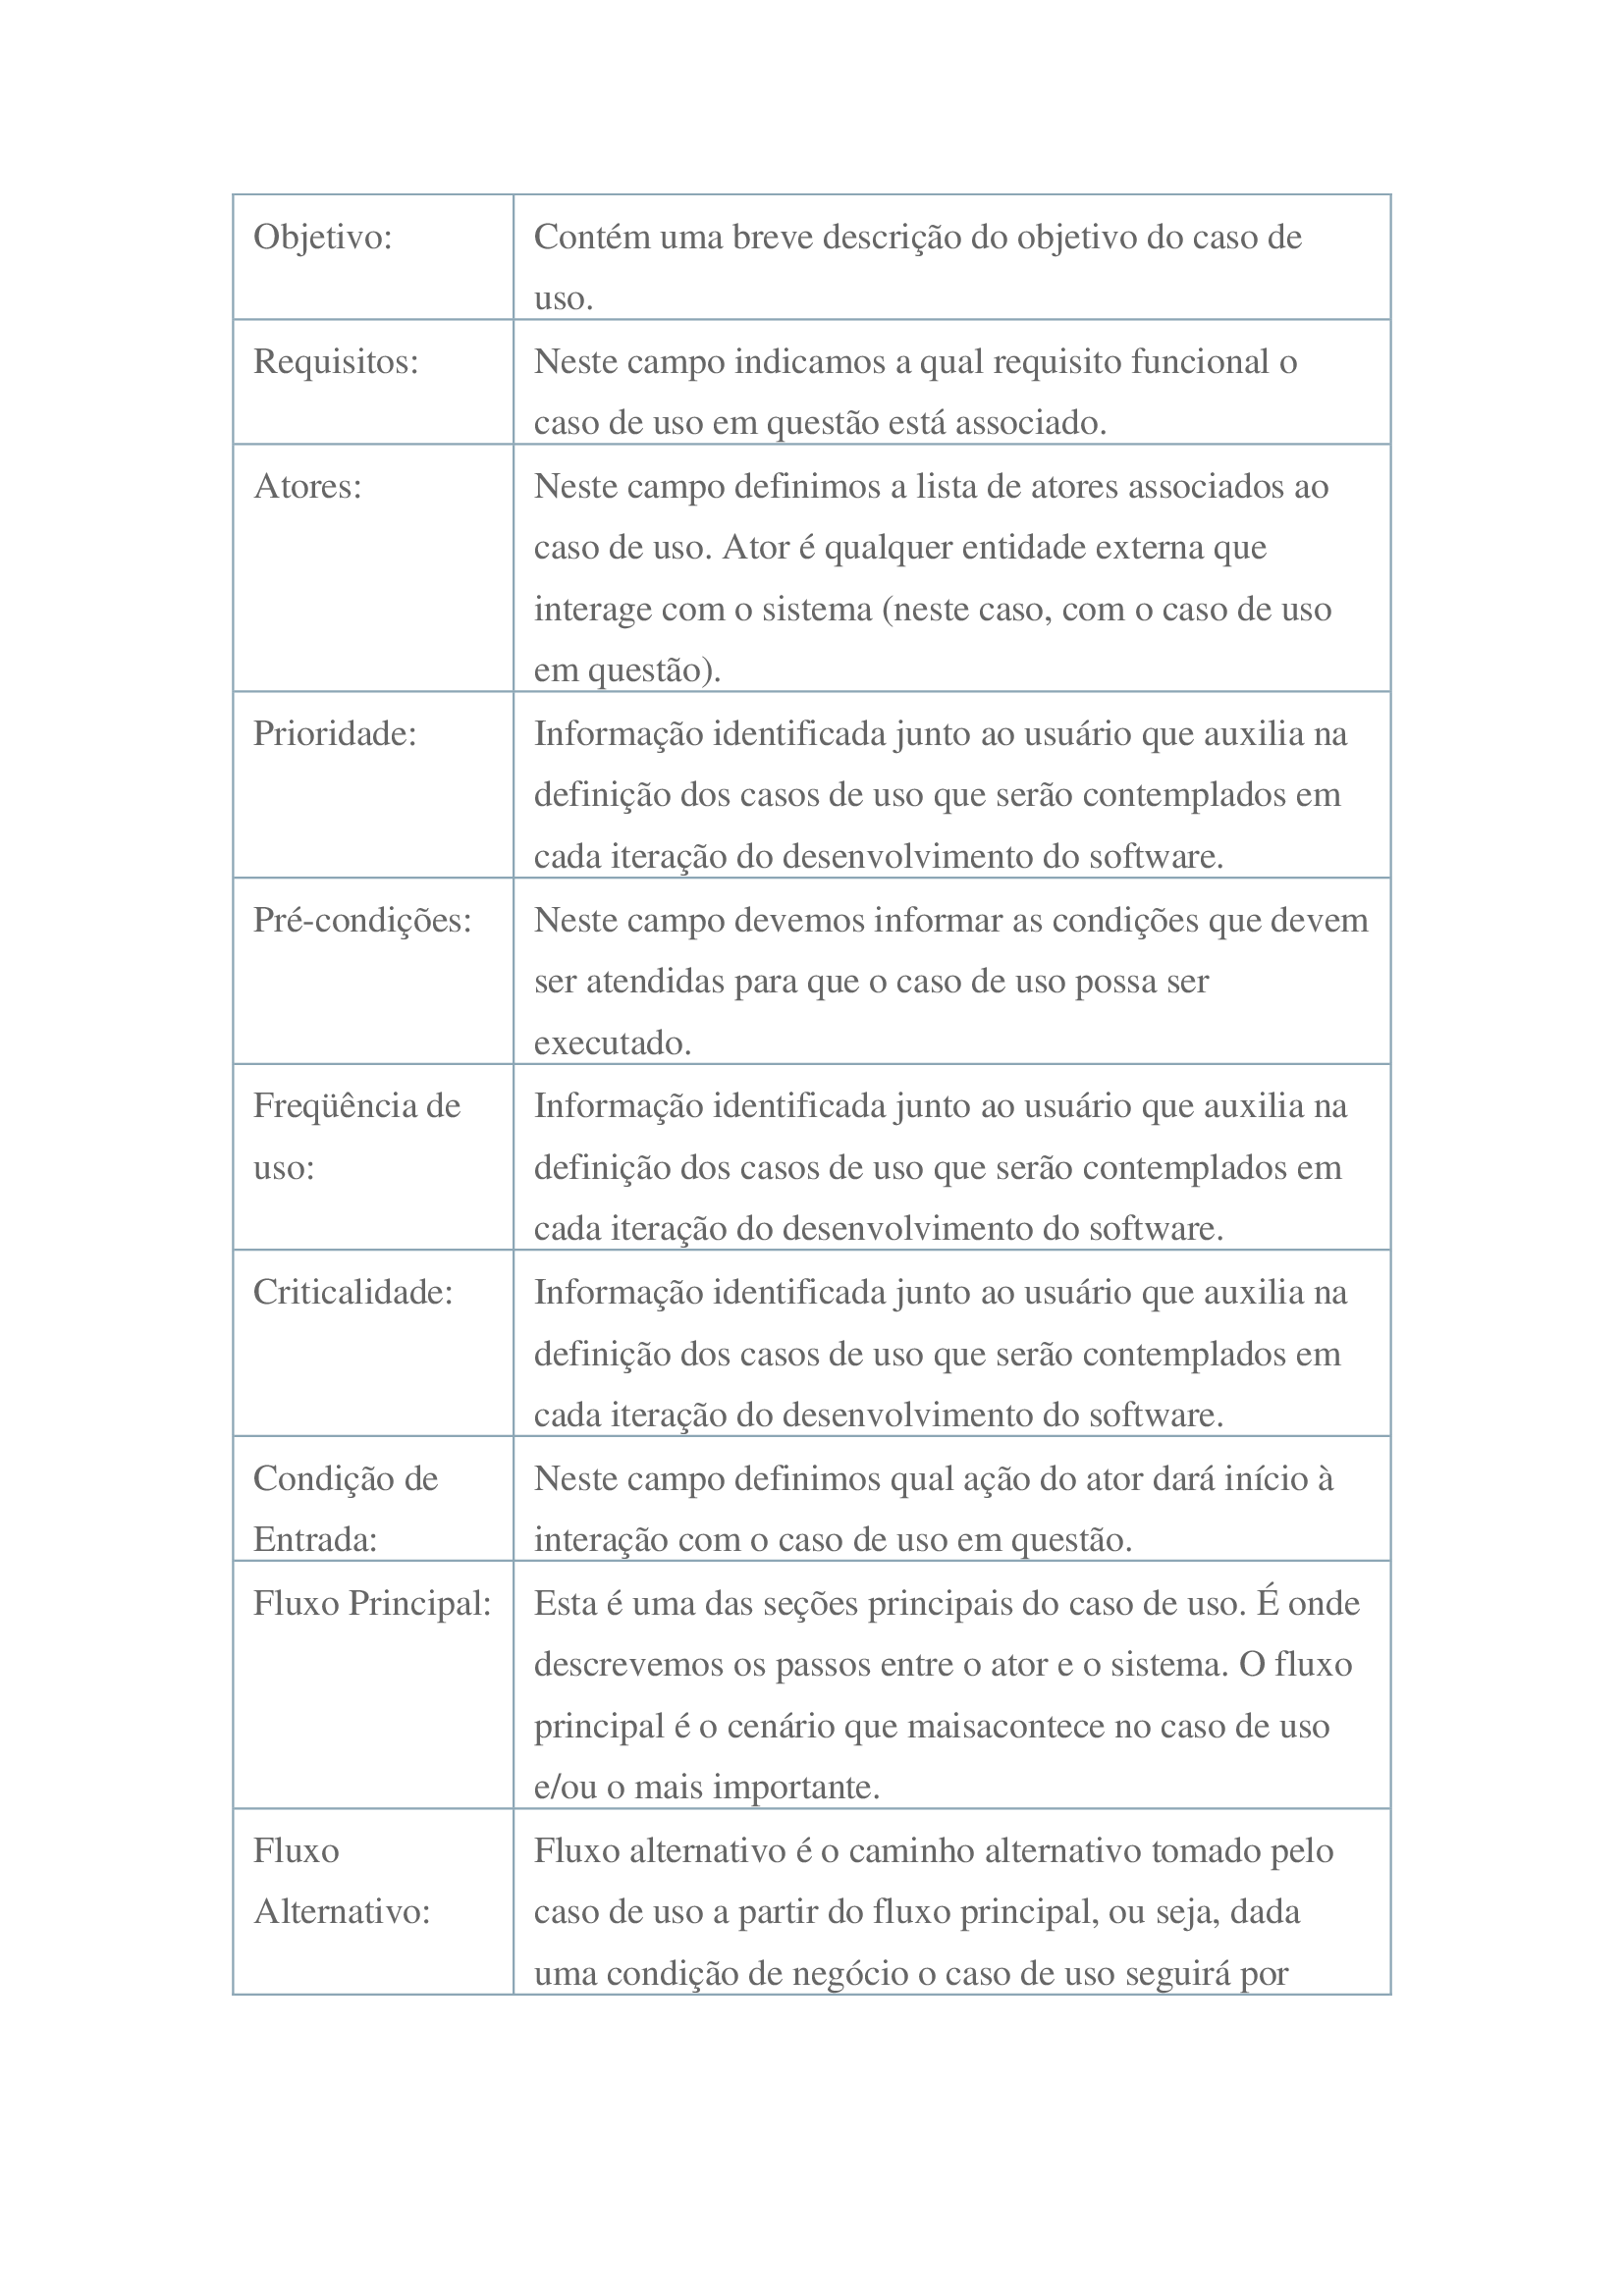 Objetivo:
Contém uma breve descrição do objetivo do caso de
uso.
Requisitos:
Neste campo indicamos a qual requisito funcional o
caso de uso em questão está associado.
Atores:
Neste campo definimos a lista de atores associados ao
caso de uso. Ator é qualquer entidade externa que
interage com o sistema (neste caso, com o caso de uso
em questão).
Prioridade:
Informação identificada junto ao usuário que auxilia na
definição dos casos de uso que serão contemplados em
cada iteração do desenvolvimento do software.
Pré-condições:
Neste campo devemos informar as condições que devem
ser atendidas para que o caso de uso possa ser
executado.
Freqüência de
uso:
Informação identificada junto ao usuário que auxilia na
definição dos casos de uso que serão contemplados em
cada iteração do desenvolvimento do software.
Criticalidade:
Informação identificada junto ao usuário que auxilia na
definição dos casos de uso que serão contemplados em
cada iteração do desenvolvimento do software.
Condição de
Entrada:
Neste campo definimos qual ação do ator dará início à
interação com o caso de uso em questão.
Fluxo Principal:
Esta é uma das seções principais do caso de uso. É onde
descrevemos os passos entre o ator e o sistema. O fluxo
principal é o cenário que maisacontece no caso de uso
e/ou o mais importante.
Fluxo
Alternativo:
Fluxo alternativo é o caminho alternativo tomado pelo
caso de uso a partir do fluxo principal, ou seja, dada
uma condição de negócio o caso de uso seguirá por